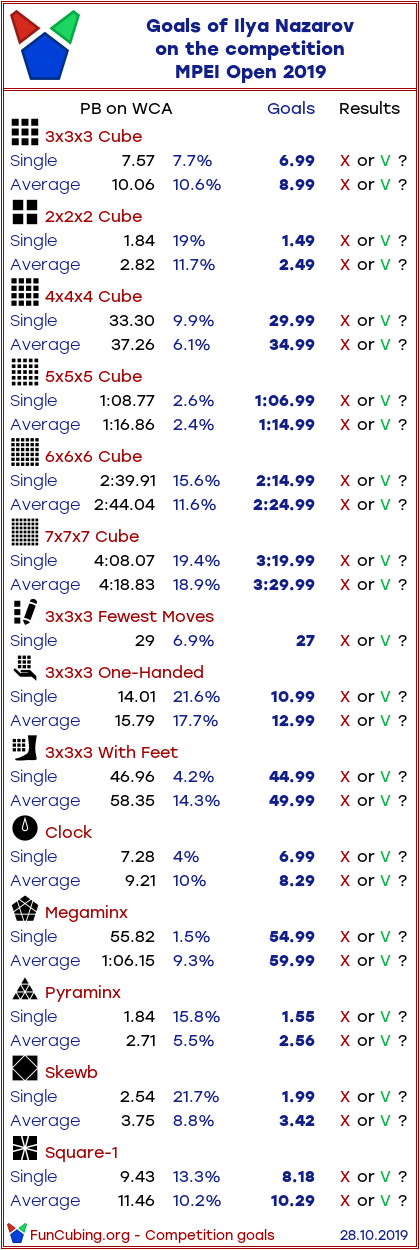 Goals of Ilya Nazarov
on the competition
MPEI Open 2019
PB on WCA Goals Results
3x3x3 Cube
Single 7.57 7.7% 6.99 X or V ?
Average 10.06 10.6% 8.99 X or V ?
2x2x2 Cube
Single 1.84 19% 1.49 X or V ?
Average 2.82 11.7% 2.49 X or V ?
4x4x4 Cube
Single 33.30 9.9% 29.99 X or V ?
Average 37.26 6.1% 34.99 X or V ?
5x5x5 Cube
Single 1:08.77 2.6% 1:06.99 X or V ?
Average 1:16.86 2.4% 1:14.99 X or V ?
6x6x6 Cube
Single 2:39.91 15.6% 2:14.99 X or V ?
Average 2:44.04 11.6% 2:24.99 X or V ?
7x7x7 Cube
Single 4:08.07 19.4% 3:19.99 X or V ?
Average 4:18.83 18.9% 3:29.99 X or V ?
3x3x3 Fewest Moves
Single 29 6.9% 27 X or V ?
3x3x3 One-Handed
Single 14.01 21.6% 10.99 X or V ?
Average 15.79 17.7% 12.99 X or V ?
3x3x3 With Feet
Single 46.96 4.2% 44.99 X or V ?
Average 58.35 14.3% 49.99 X or V ?
Clock
Single 7.28 4% 6.99 X or V ?
Average 9.21 10% 8.29 X or V ?
Megaminx
Single 55.82 1.5% 54.99 X or V ?
Average 1:06.15 9.3% 59.99 X or V ?
Pyraminx
Single 1.84 15.8% 1.55 X or V ?
Average 2.71 5.5% 2.56 X or V ?
Skewb
Single 2.54 21.7% 1.99 X or V ?
Average 3.75 8.8% 3.42 X or V ?
Square-1
Single 9.43 13.3% 8.18 X or V ?
Average 11.46 10.2% 10.29 X or V ?
FunCubing.org - Competition goals 28.10.2019